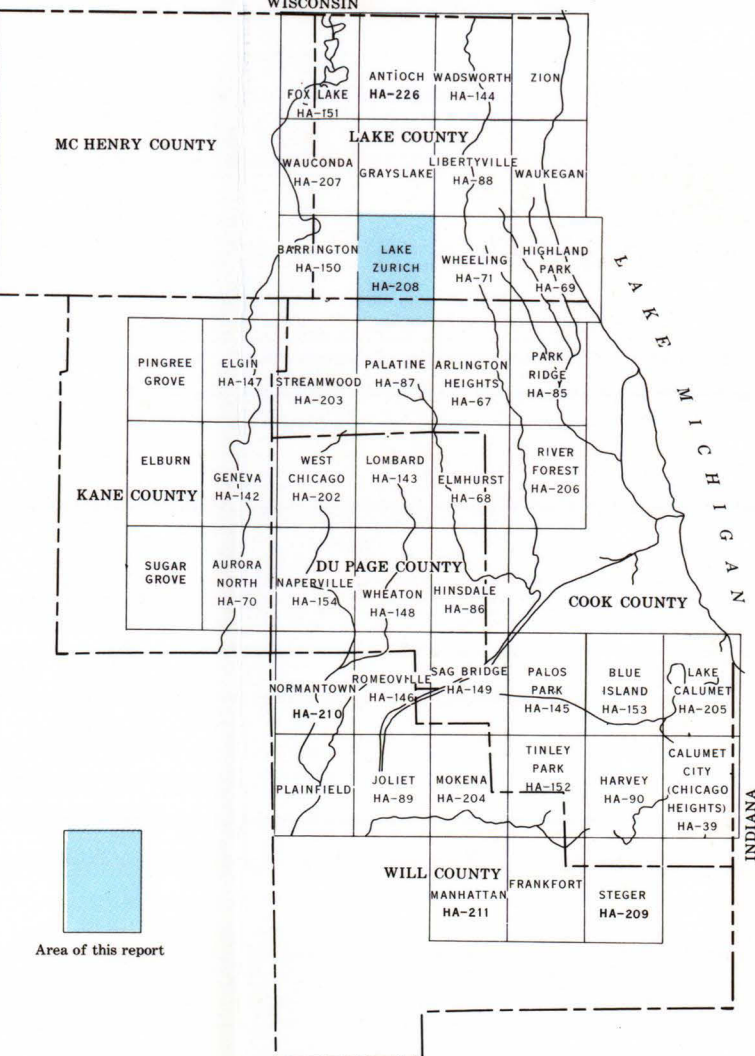 WISCONSIN
FOX LAKE
HA-151
ANTIOCH
HA-226
WADSWORTH
HA-144
ZION
MC HENRY COUNTY
LAKE COUNTY
WAUCONDA
HA-207
GRAYSLAKE
LIBERTYVILLE
HA-88
WAUKEGAN
BARRINGTON
HA-150
LAKE
ZURICH
HA-208
WHEELING
HA-71
HIGHLAND
PARK
HA-69
LAKE MICHIGAN
PINGREE
GROVE
ELGIN
HA-147
STREAMWOOD
HA-203
PALATINE
HA-87
ARLINGTON
HEIGHTS
HA-67
PARK
RIDGE
HA-85
ELBURN
KANE COUNTY
GENEVA
HA-142
WEST
CHICAGO
HA-202
LOMBARD
HA-143
ELMHURST
HA-68
RIVER
FOREST
HA-206
SUGAR
GROVE
AURORA
NORTH
HA-70
DU PAGE COUNTY
NAPERVILLE
HA-154
WHEATON
HA-148
HINSDALE
HA-86
COOK COUNTY
NORMANTOWN
HA-210
ROMEOVILLE
HA-146
SAG BRIDGE
HA-149
PALOS
PARK
HA-145
BLUE
ISLAND
HA-153
LAKE
CALUMET
HA-205
PLAINFIELD
JOLIET
HA-89
MOKENA
HA-204
TINLEY
PARK
HA-152
HARVEY
HA-90
CALUMET
CITY
(CHICAGO
HEIGHTS)
HA-39
INDIANA
WILL COUNTY
MANHATTAN
HA-211
FRANKFORT
STEGER
HA-209
Area of this report